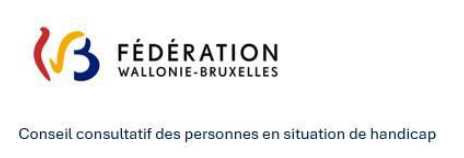 FÉDÉRATION
WALLONIE-BRUXELLES
Conseil consultatif des personnes en situation de handicap